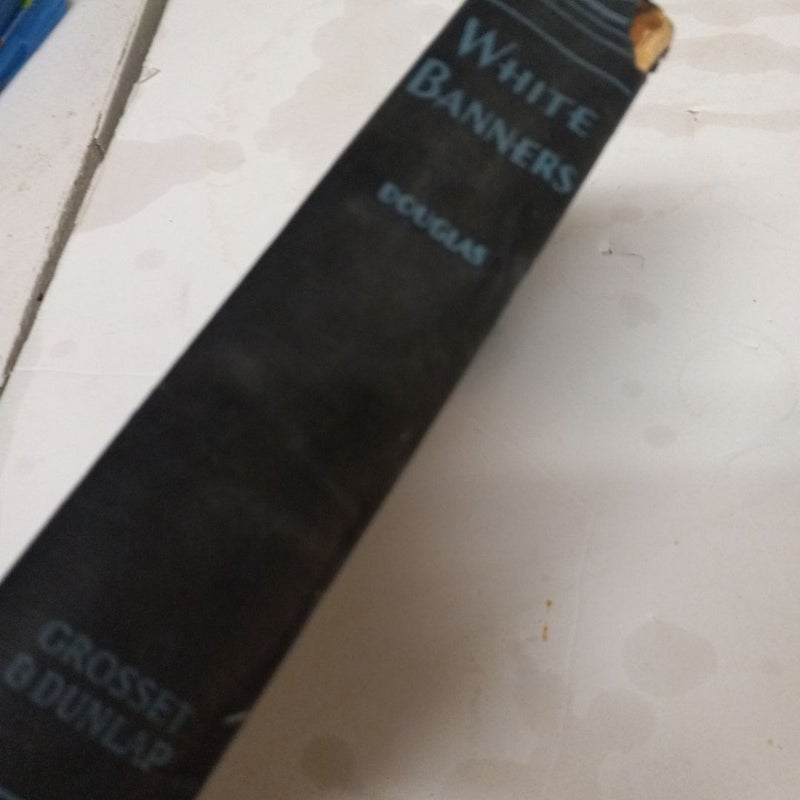 WHITE
BANNERS
DOUGLAS
GROSSET
& DUNLAP